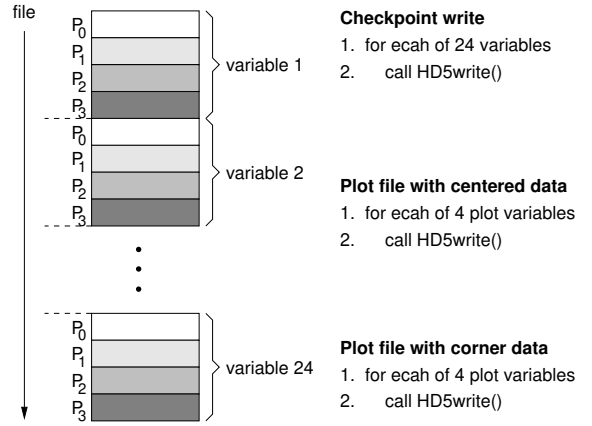 file
P0
P1
P2
P3
variable 1
P0
P1
P2
P3
variable 2
P0
P1
P2
P3
variable 24
Checkpoint write
1. for ecah of 24 variables
2. call HD5write()
Plot file with centered data
1. for ecah of 4 plot variables
2. call HD5write()
Plot file with corner data
1. for ecah of 4 plot variables
2. call HD5write()